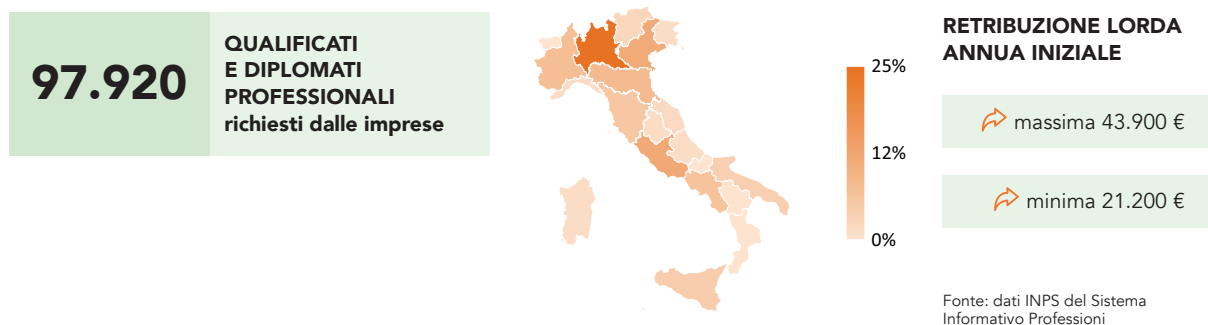 97.920
QUALIFICATI
E DIPLOMATI
PROFESSIONALI
richiesti dalle imprese
25%
12%
0%
RETRIBUZIONE LORDA
ANNUA INIZIALE
massima 43.900 €
minima 21.200 €
Fonte: dati INPS del Sistema
Informativo Professioni